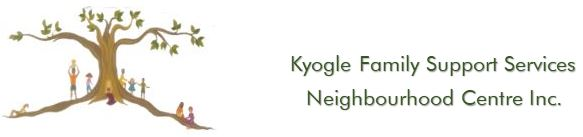 Kyogle Family Support Services
Neighbourhood Centre Inc.